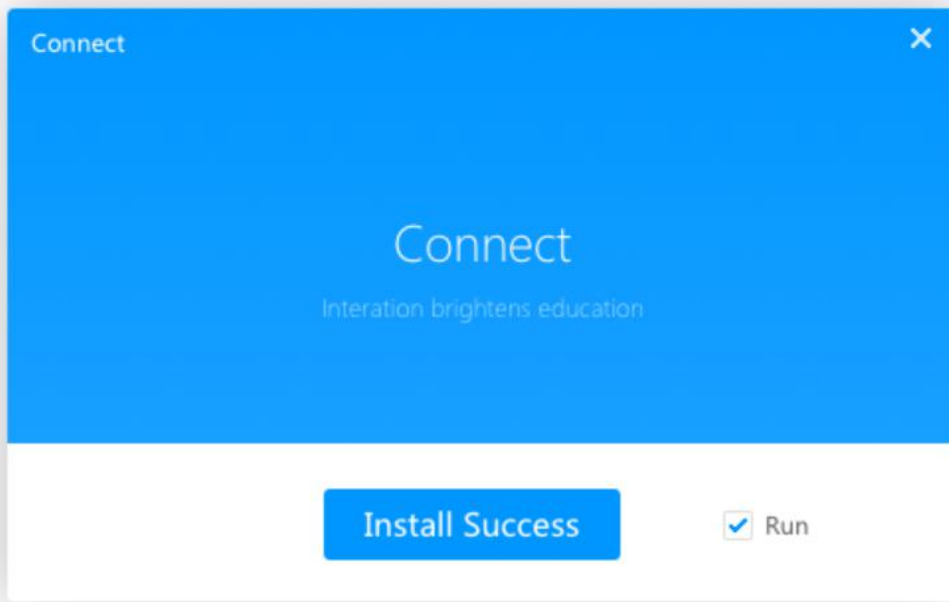 Connect
Connect
Interation brightens education
Install Success
Run